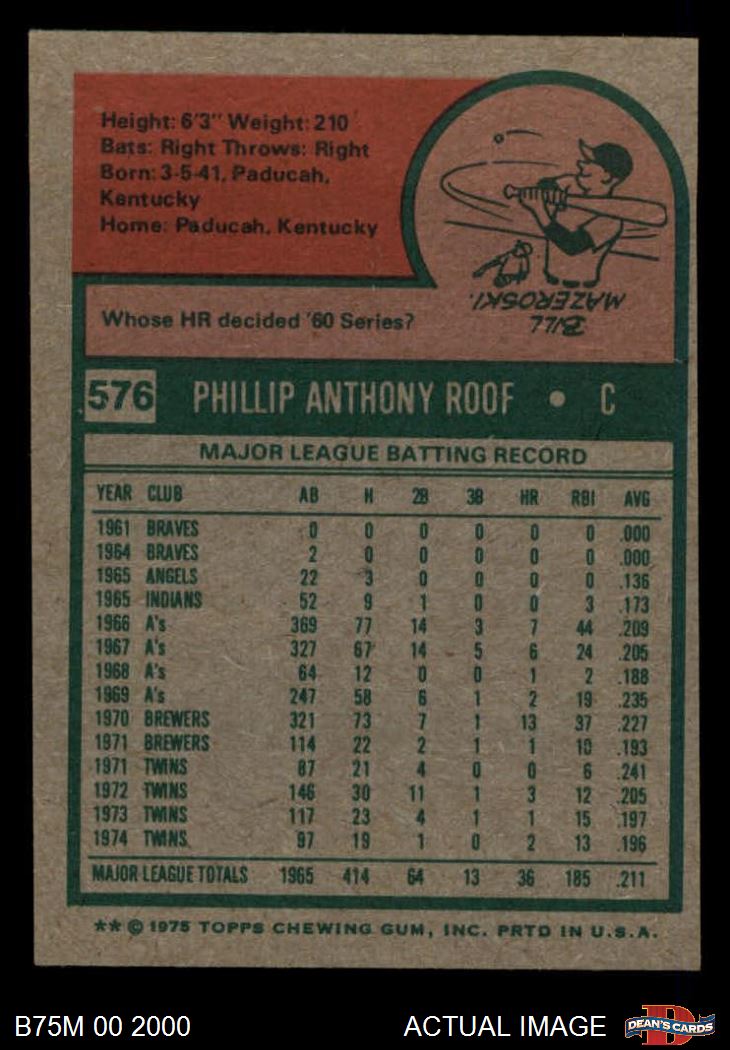 Height: 6'3" Weight: 210
Bats: Right Throws: Right
Born: 3-5-41, Paducah,
Kentucky
Home: Paducah, Kentucky
BILL
MAZEROSKI.
Whose HR decided '60 Series?
576 PHILLIP ANTHONY ROOF • C
MAJOR LEAGUE BATTING RECORD
YEAR CLUB AB H 2B 3B HR RBI AVG
1961 BRAVES 0 0 0 0 0 0 .000
1964 BRAVES 2 0 0 0 0 0 .000
1965 ANGELS 22 3 0 0 0 0 .136
1965 INDIANS 52 9 1 0 0 3 .173
1966 A's 369 77 14 3 7 44 .209
1967 A's 327 67 14 5 6 24 .205
1968 A's 64 12 0 0 1 2 .188
1969 A's 247 58 6 1 2 19 .235
1970 BREWERS 321 73 7 1 13 37 .227
1971 BREWERS 114 22 2 1 1 10 .193
1971 TWINS 87 21 4 0 0 6 .241
1972 TWINS 146 30 11 1 3 12 .205
1973 TWINS 117 23 4 1 1 15 .197
1974 TWINS 97 19 1 0 2 13 .196
MAJOR LEAGUE TOTALS 1965 414 64 13 36 185 .211
** © 1975 TOPPS CHEWING GUM, INC. PRTD IN U.S.A.
B75M 00 2000 ACTUAL IMAGE
D
DEAN'S CARDS